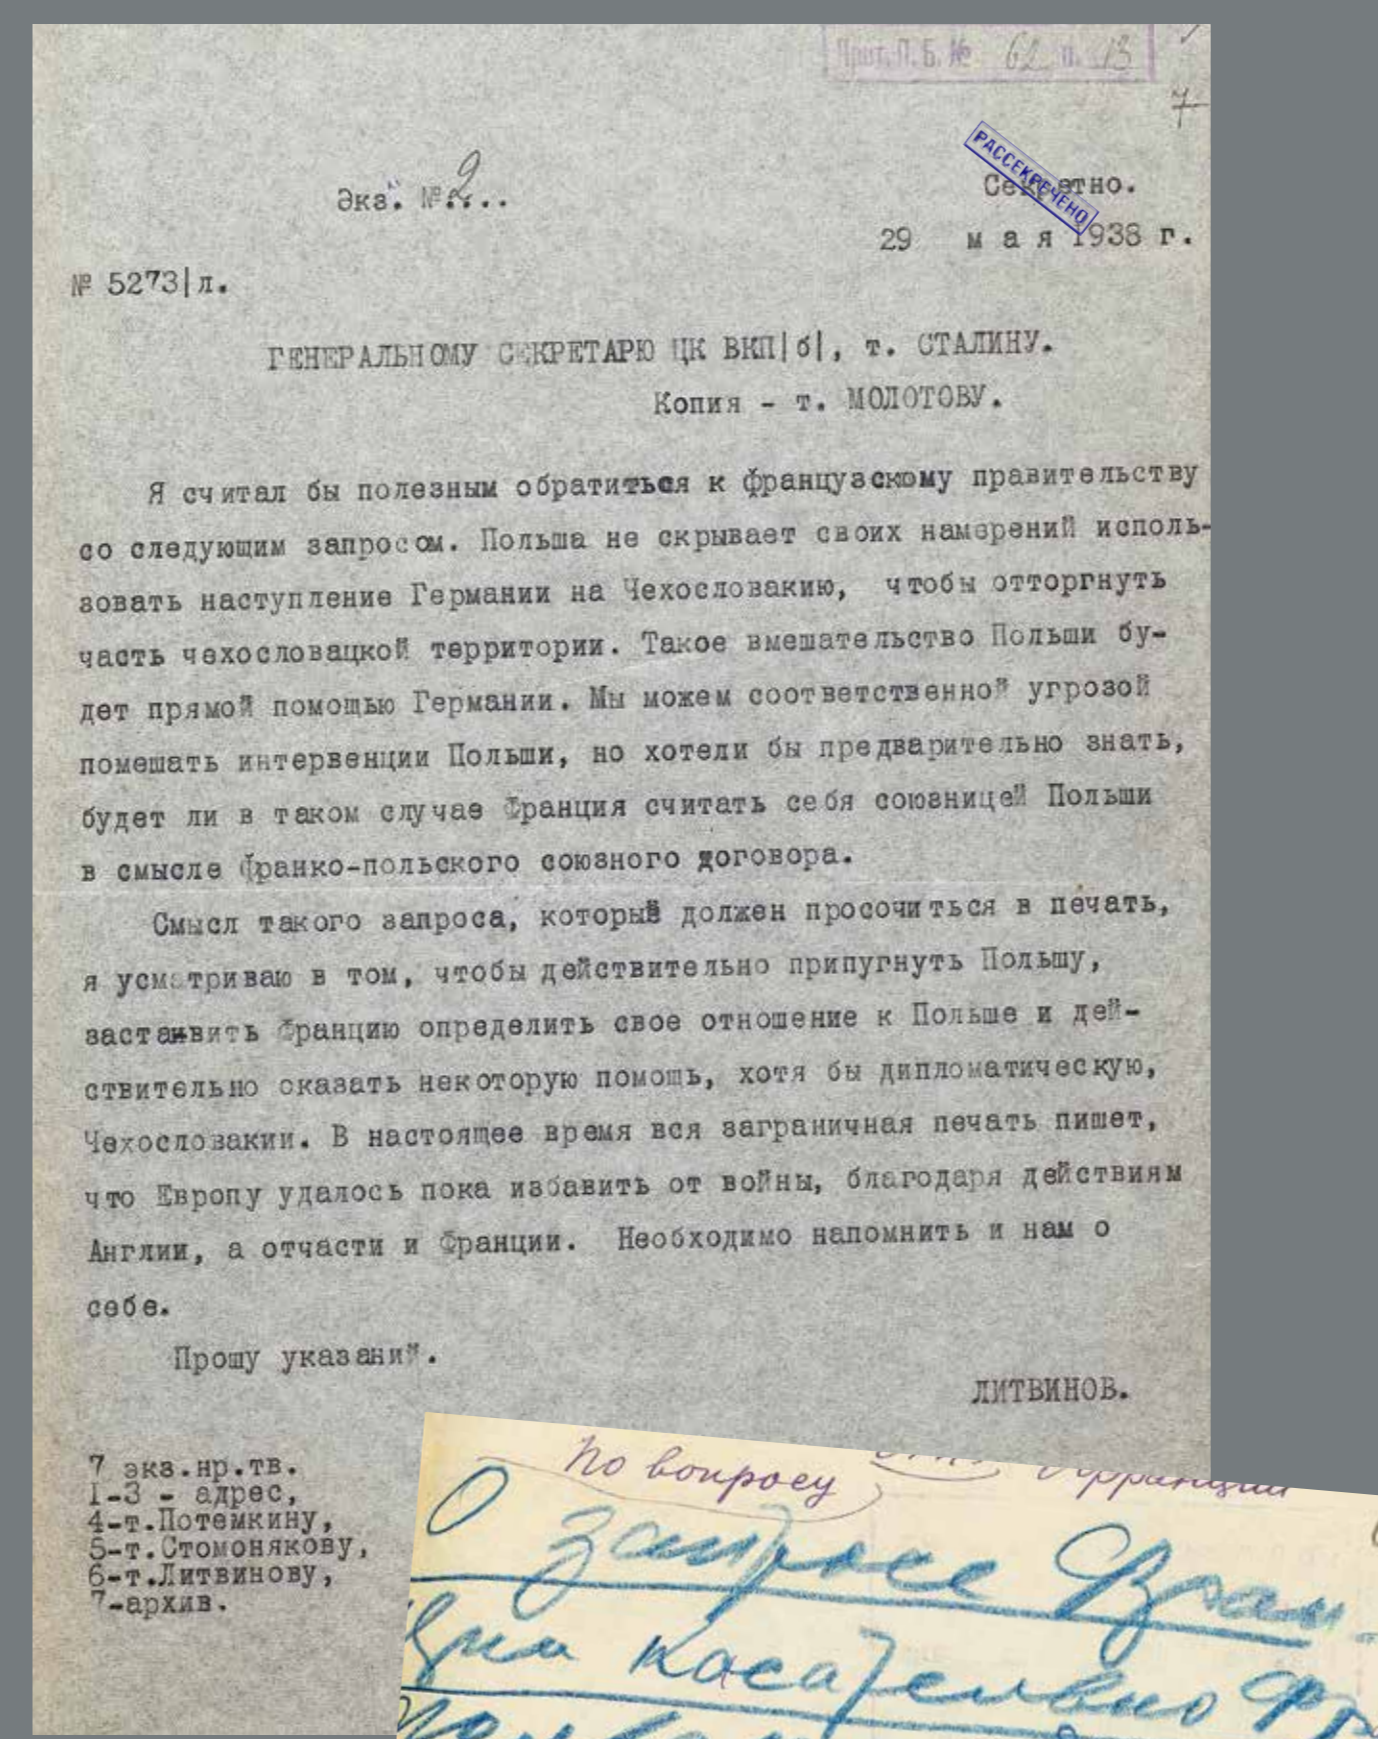 Прот. П. Б. № 62 п. 13
7
РАССЕКРЕЧЕНО
Экз. № 2...
Секретно.
29 мая 1938 г.
№ 5273|л.
ГЕНЕРАЛЬНОМУ СЕКРЕТАРЮ ЦК ВКП|б|, т. СТАЛИНУ.
Копия - т. МОЛОТОВУ.
Я считал бы полезным обратиться к французскому правительству
со следующим запросом. Польша не скрывает своих намерений исполь-
зовать наступление Германии на Чехословакию, чтобы отторгнуть
часть чехословацкой территории. Такое вмешательство Польши бу-
дет прямой помощью Германии. Мы можем соответственной угрозой
помешать интервенции Польши, но хотели бы предварительно знать,
будет ли в таком случае Франция считать себя союзницей Польши
в смысле франко-польского союзного договора.
Смысл такого запроса, который должен просочиться в печать,
я усматриваю в том, чтобы действительно припугнуть Польшу,
заставить Францию определить свое отношение к Польше и дей-
ствительно оказать некоторую помощь, хотя бы дипломатическую,
Чехословакии. В настоящее время вся заграничная печать пишет,
что Европу удалось пока избавить от войны, благодаря действиям
Англии, а отчасти и Франции. Необходимо напомнить и нам о
себе.
Прошу указаний.
ЛИТВИНОВ.
7 экз.нр.тв.
1-3 - адрес,
4-т.Потемкину,
5-т.Стомонякову,
6-т.Литвинову,
7-архив.
По вопросу Франции
О запросе Фран-
ции касательно фр